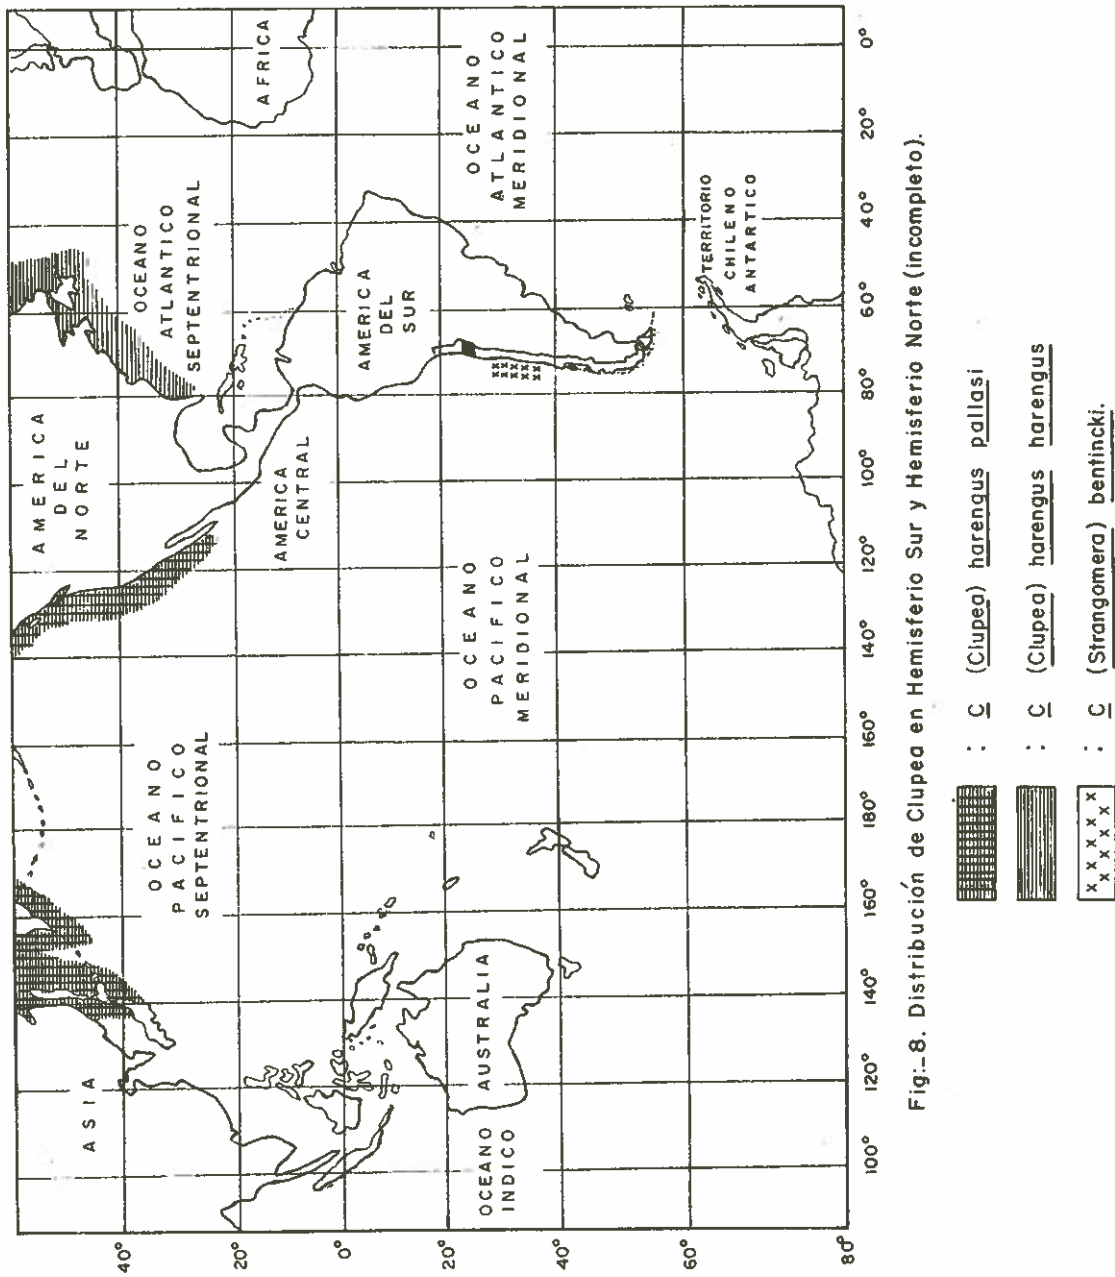 ASIA
AMERICA
DEL
NORTE
OCEANO
PACIFICO
SEPTENTRIONAL
OCEANO
ATLANTICO
SEPTENTRIONAL
AMERICA
CENTRAL
AFRICA
AMERICA
DEL
SUR
OCEANO
INDICO
AUSTRALIA
OCEANO
PACIFICO
MERIDIONAL
OCEANO
ATLANTICO
MERIDIONAL
TERRITORIO
CHILENO
ANTARTICO
40°
20°
0°
20°
40°
60°
80°
100°
120°
140°
160°
180°
160°
140°
120°
100°
80°
60°
40°
20°
0°
Fig:-8. Distribución de Clupea en Hemisferio Sur y Hemisferio Norte (incompleto).
: C (Clupea) harengus pallasi
: C (Clupea) harengus harengus
: C (Strangomera) bentincki.